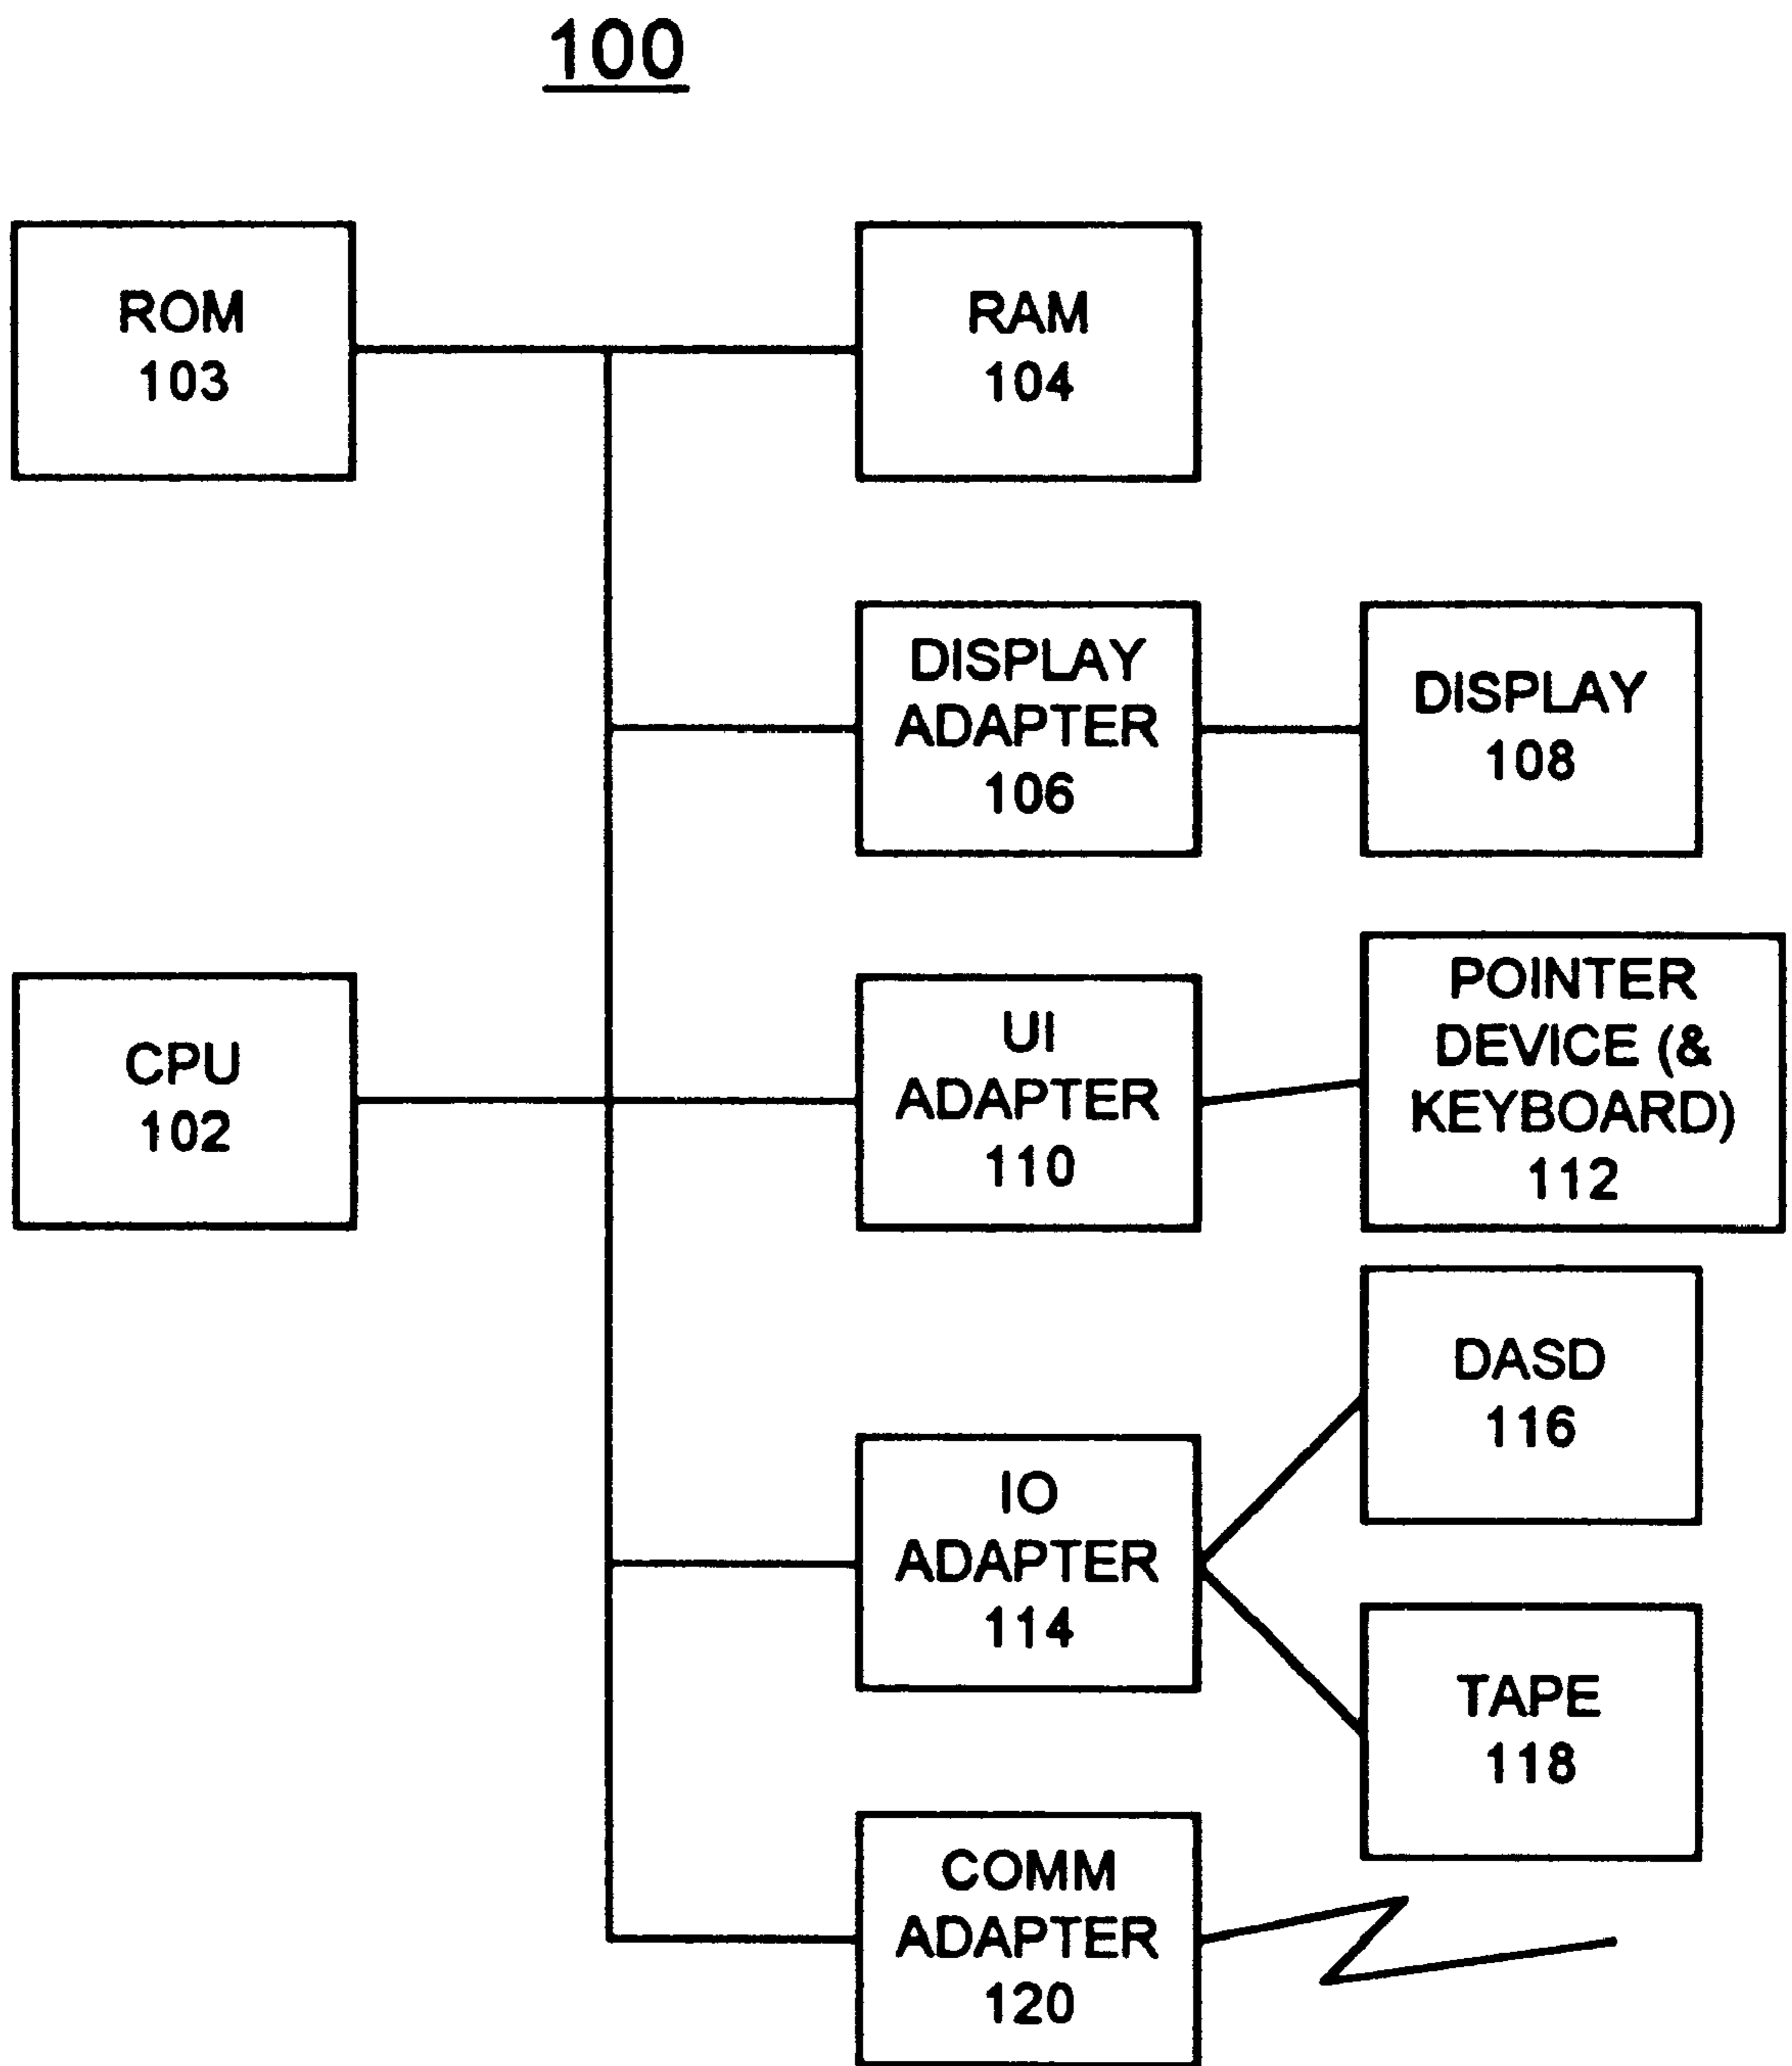 100
ROM
103
RAM
104
DISPLAY
ADAPTER
106
DISPLAY
108
CPU
102
UI
ADAPTER
110
POINTER
DEVICE (&
KEYBOARD)
112
IO
ADAPTER
114
DASD
116
TAPE
118
COMM
ADAPTER
120